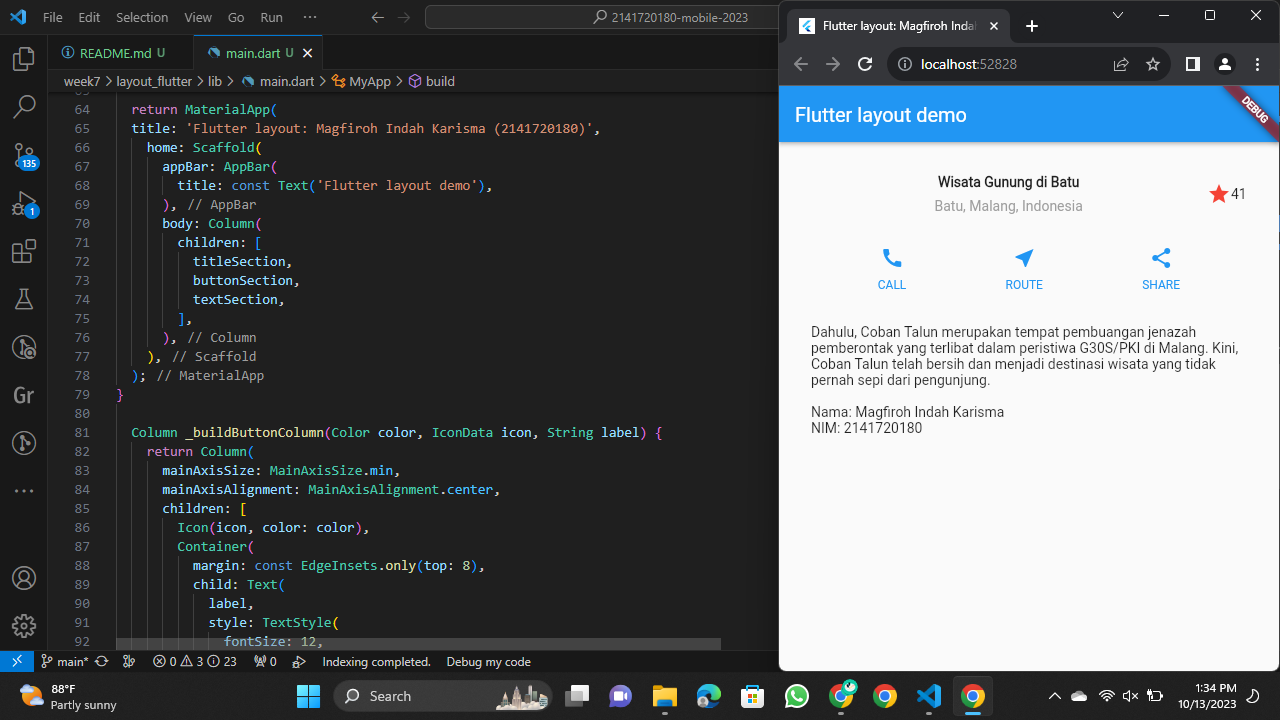 File Edit Selection View Go Run ···
2141720180-mobile-2023
README.md U
main.dart U
week7 > layout_flutter > lib > main.dart > MyApp > build
64 return MaterialApp(
65 title: 'Flutter layout: Magfiroh Indah Karisma (2141720180)',
66 home: Scaffold(
67 appBar: AppBar(
68 title: const Text('Flutter layout demo'),
69 ), // AppBar
70 body: Column(
71 children: [
72 titleSection,
73 buttonSection,
74 textSection,
75 ],
76 ), // Column
77 ), // Scaffold
78 ); // MaterialApp
79 }
80
81 Column _buildButtonColumn(Color color, IconData icon, String label) {
82 return Column(
83 mainAxisSize: MainAxisSize.min,
84 mainAxisAlignment: MainAxisAlignment.center,
85 children: [
86 Icon(icon, color: color),
87 Container(
88 margin: const EdgeInsets.only(top: 8),
89 child: Text(
90 label,
91 style: TextStyle(
92 fontSize: 12,
135
1
Gr
main* 0 3 23 0 Indexing completed. Debug my code
Flutter layout: Magfiroh Indah
localhost:52828
Flutter layout demo
DEBUG
Wisata Gunung di Batu
Batu, Malang, Indonesia
41
CALL ROUTE SHARE
Dahulu, Coban Talun merupakan tempat pembuangan jenazah
pemberontak yang terlibat dalam peristiwa G30S/PKI di Malang. Kini,
Coban Talun telah bersih dan menjadi destinasi wisata yang tidak
pernah sepi dari pengunjung.
Nama: Magfiroh Indah Karisma
NIM: 2141720180
88°F
Partly sunny
Search
1:34 PM
10/13/2023